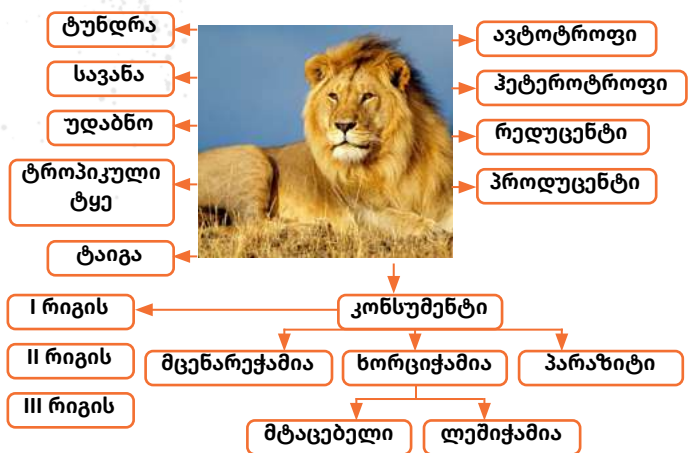 ტუნდრა
სავანა
უდაბნო
ტროპიკული
ტყე
ტაიგა
ავტოტროფი
ჰეტეროტროფი
რედუცენტი
პროდუცენტი
I რიგის
II რიგის
III რიგის
კონსუმენტი
მცენარეჭამია
ხორციჭამია
პარაზიტი
მტაცებელი
ლეშიჭამია